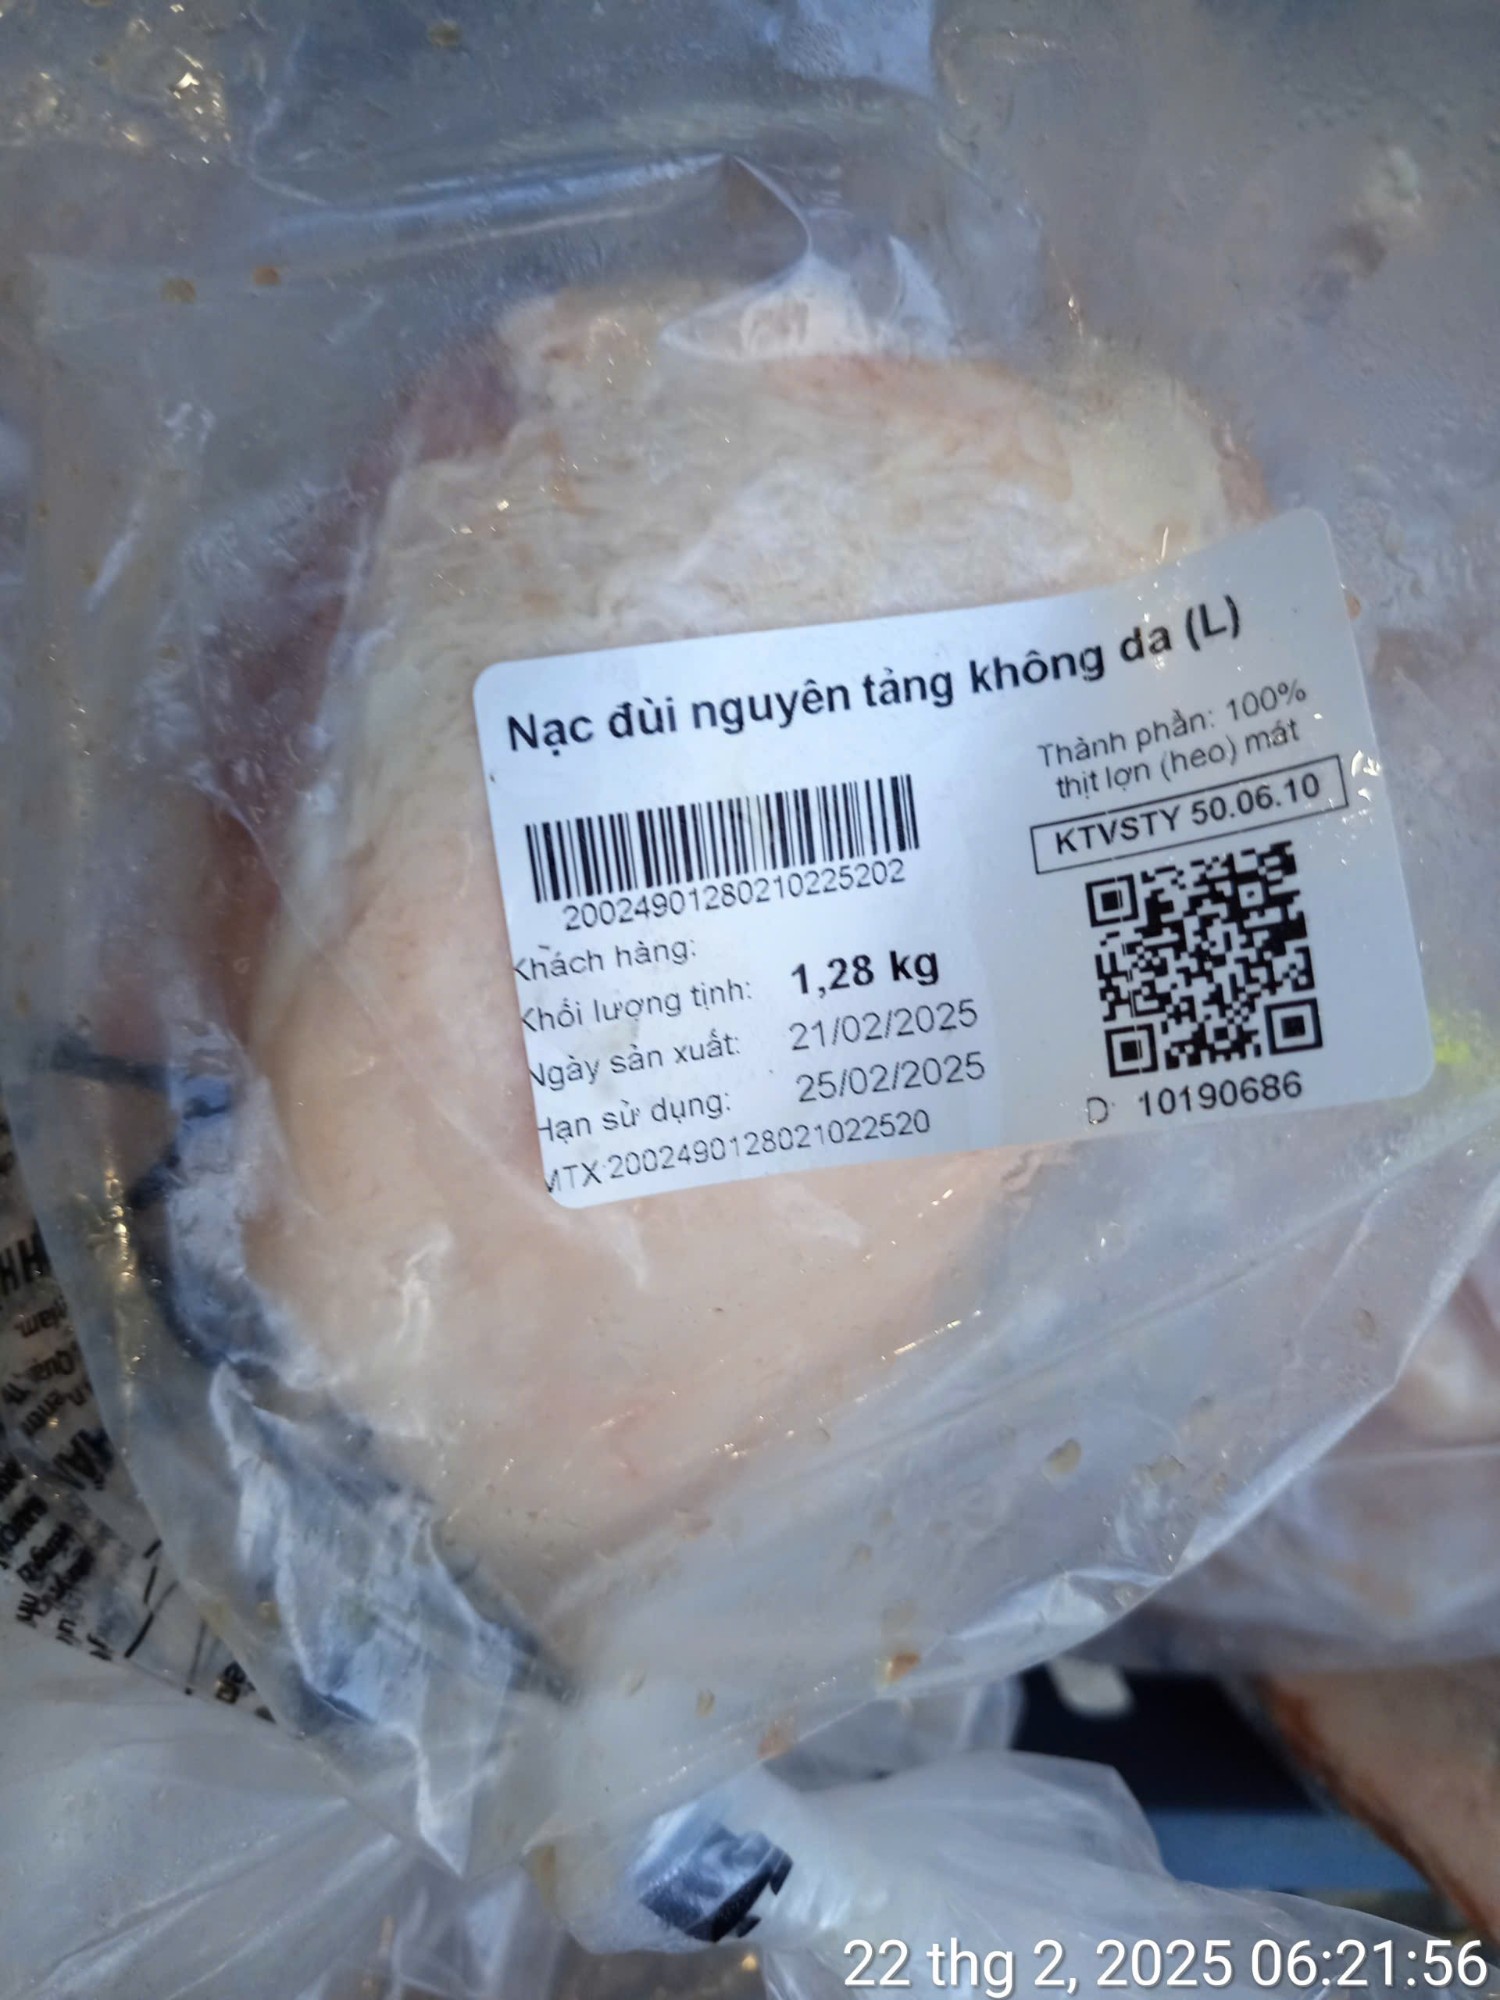 Nạc đùi nguyên tảng không da (L)
Thành phần: 100%
thịt lợn (heo) mát
KTVSTY 50.06.10
20024901280210225202
Khách hàng:
Khối lượng tịnh: 1,28 kg
Ngày sản xuất: 21/02/2025
Hạn sử dụng: 25/02/2025
MTX:2002490128021022520
D: 10190686
22 thg 2, 2025 06:21:56